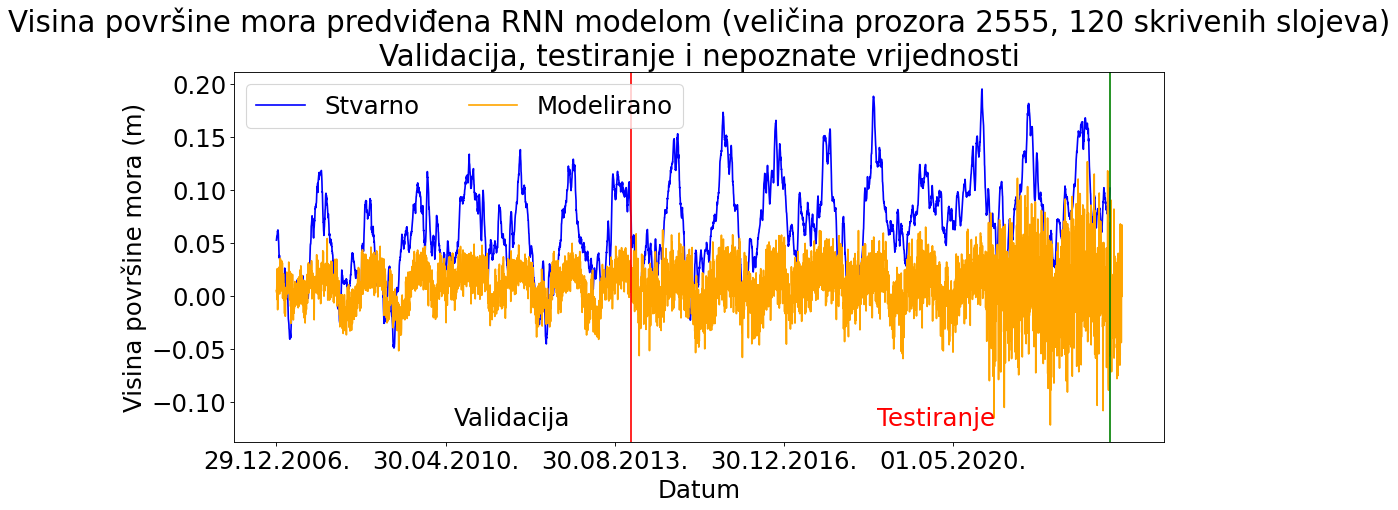 Visina površine mora predviđena RNN modelom (veličina prozora 2555, 120 skrivenih slojeva)
Validacija, testiranje i nepoznate vrijednosti
Stvarno
Modelirano
Visina površine mora (m)
0.20
0.15
0.10
0.05
0.00
−0.05
−0.10
Validacija
Testiranje
29.12.2006.
30.04.2010.
30.08.2013.
30.12.2016.
01.05.2020.
Datum